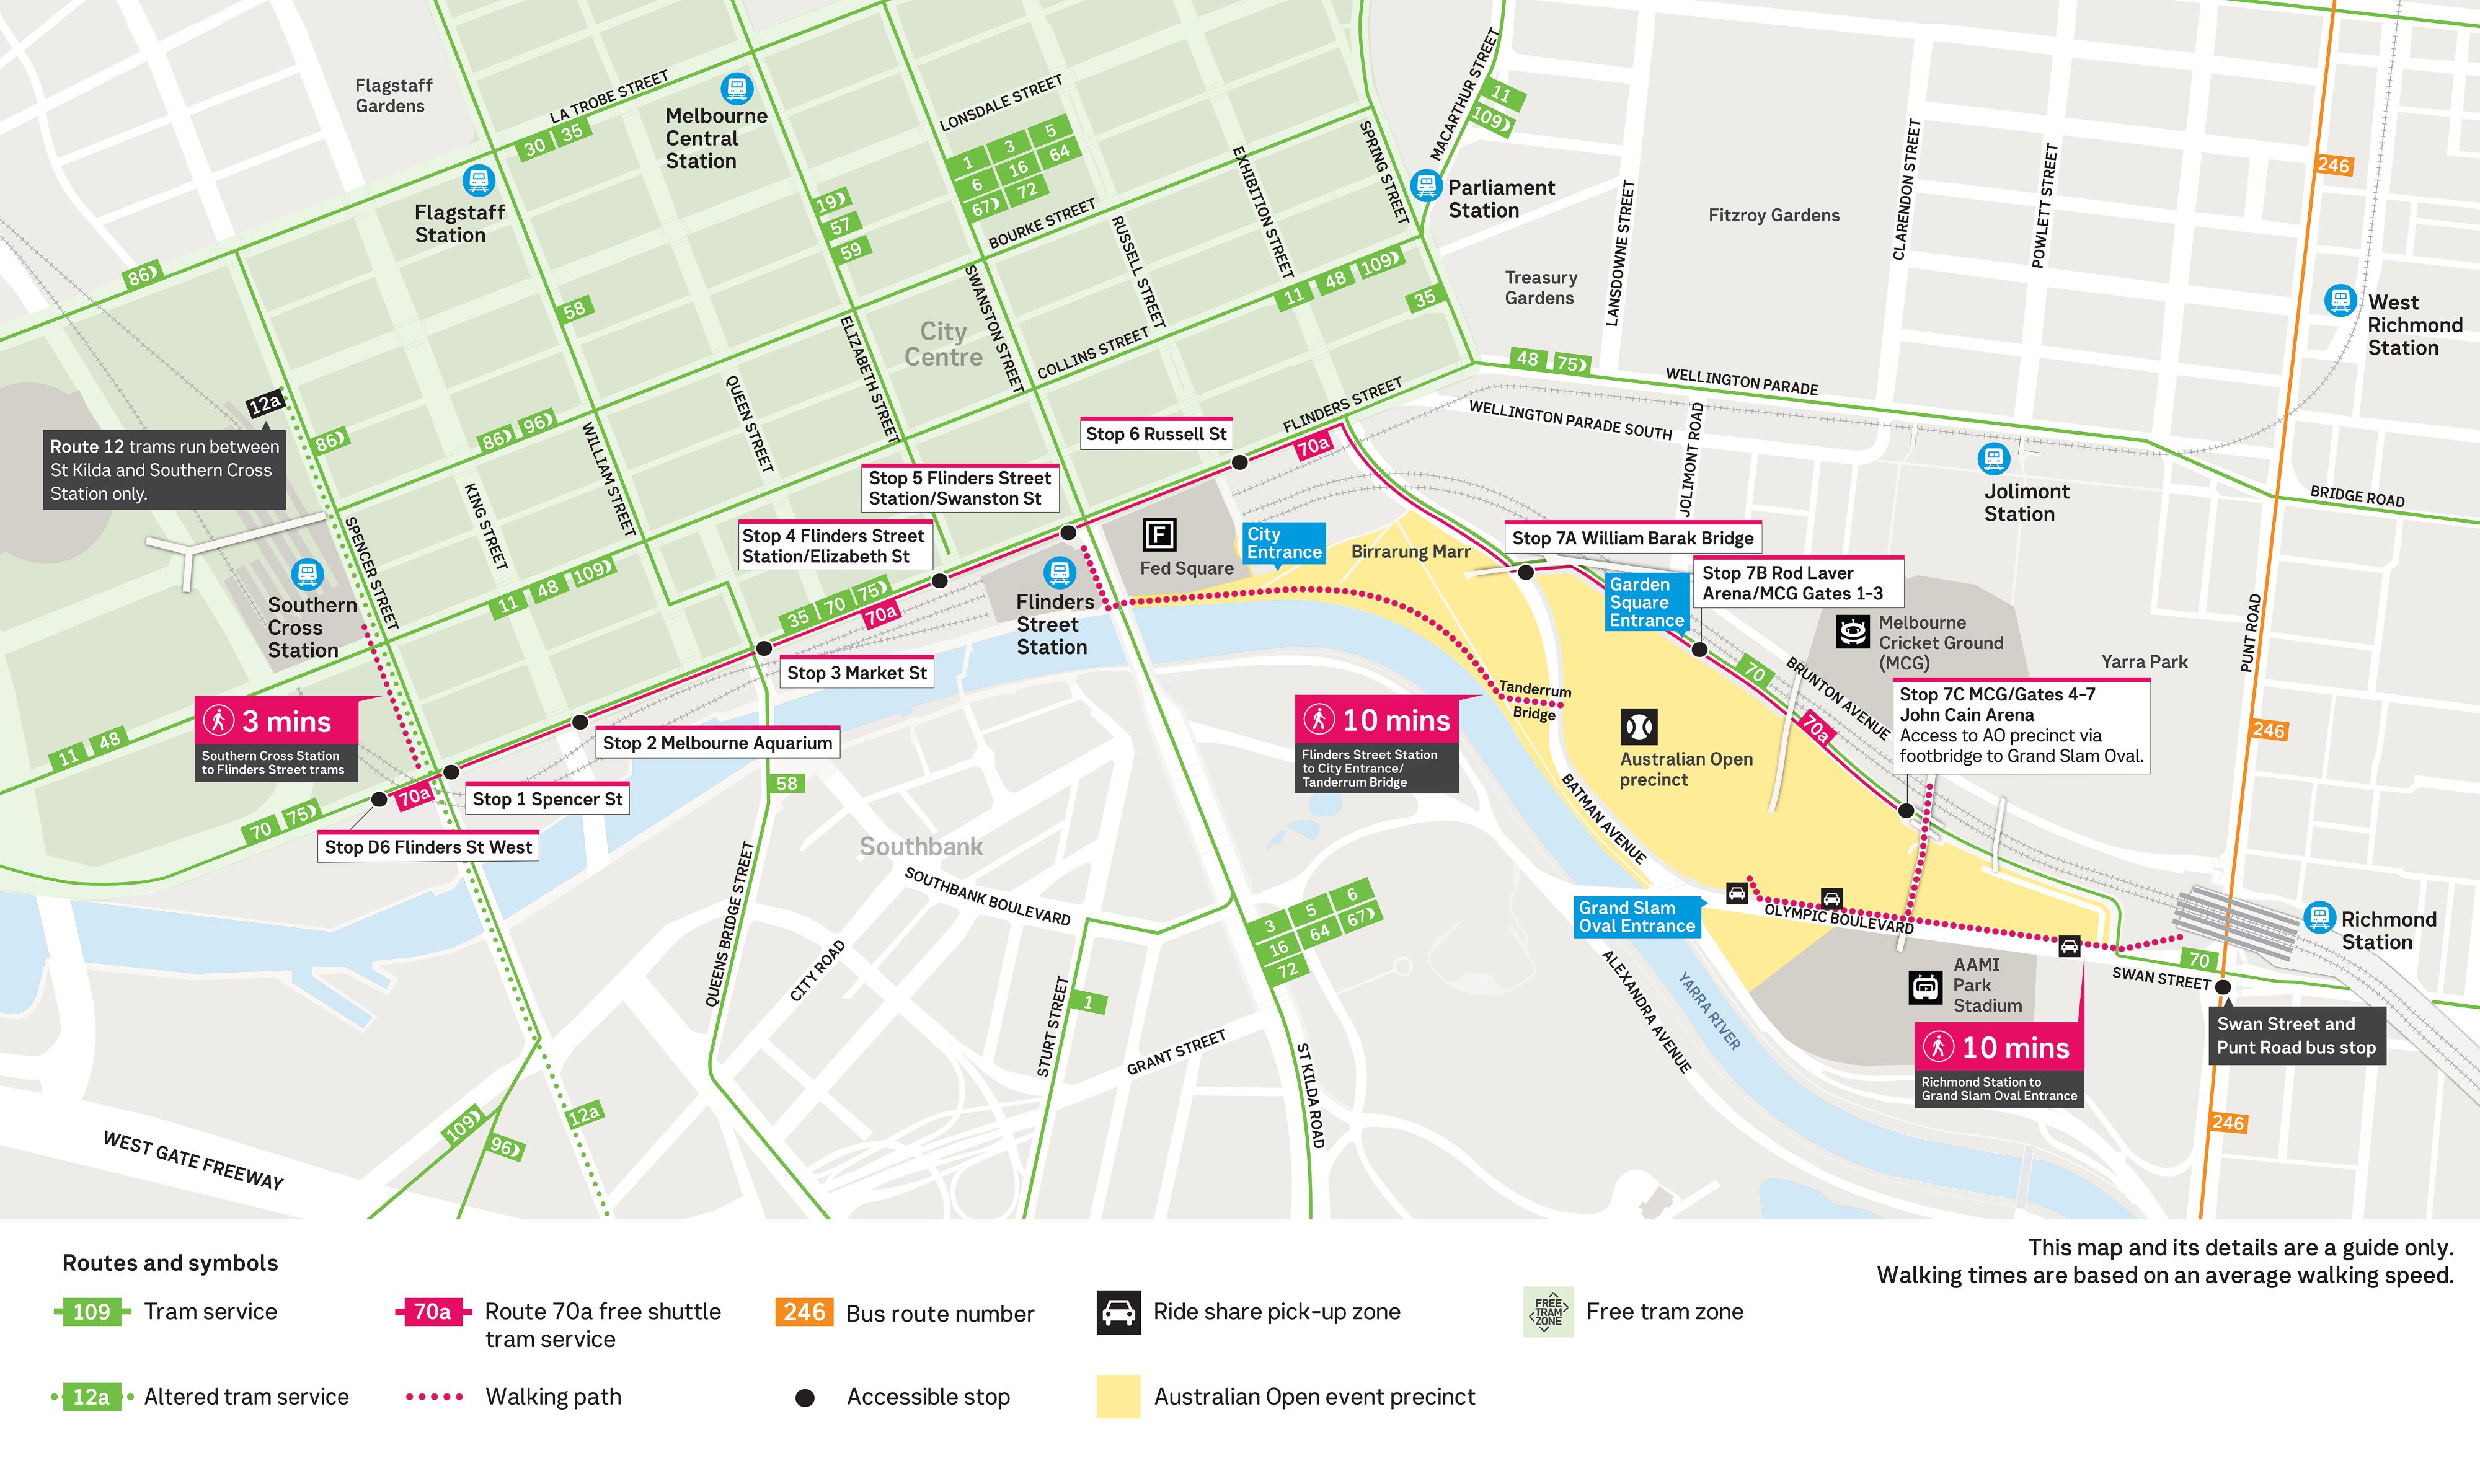 Flagstaff
Gardens
LA TROBE STREET
30 35
Melbourne
Central
Station
LONSDALE STREET
1 3 5
6 16 64
67 72
MACARTHUR STREET
11
109
SPRING STREET
EXHIBITION STREET
Parliament
Station
LANSDOWNE STREET
Fitzroy Gardens
CLARENDON STREET
POWLETT STREET
246
Flagstaff
Station
19
57
59
BOURKE STREET
RUSSELL STREET
SWANSTON STREET
86
58
11 48 109
35
Treasury
Gardens
West
Richmond
Station
City
Centre
ELIZABETH STREET
COLLINS STREET
QUEEN STREET
48 75
WELLINGTON PARADE
WELLINGTON PARADE SOUTH
JOLIMONT ROAD
12a
Route 12 trams run between
St Kilda and Southern Cross
Station only.
86
86 96
WILLIAM STREET
KING STREET
SPENCER STREET
FLINDERS STREET
70a
Stop 6 Russell St
Stop 5 Flinders Street
Station/Swanston St
Stop 4 Flinders Street
Station/Elizabeth St
Jolimont
Station
BRIDGE ROAD
F
Fed Square
City
Entrance
Birrarung Marr
Stop 7A William Barak Bridge
Garden
Square
Entrance
Stop 7B Rod Laver
Arena/MCG Gates 1-3
Melbourne
Cricket Ground
(MCG)
Yarra Park
PUNT ROAD
Southern
Cross
Station
11 48 109
35 70 75
70a
Flinders
Street
Station
Stop 3 Market St
70
BRUNTON AVENUE
Stop 7C MCG/Gates 4-7
John Cain Arena
Access to AO precinct via
footbridge to Grand Slam Oval.
Tanderrum
Bridge
3 mins
Southern Cross Station
to Flinders Street trams
11 48
Stop 2 Melbourne Aquarium
10 mins
Flinders Street Station
to City Entrance/
Tanderrum Bridge
Australian Open
precinct
70a
246
70a
Stop 1 Spencer St
58
70 75
Stop D6 Flinders St West
Southbank
BATMAN AVENUE
QUEENS BRIDGE STREET
SOUTHBANK BOULEVARD
CITY ROAD
3 5 6
16 64 67
72
Grand Slam
Oval Entrance
OLYMPIC BOULEVARD
Richmond
Station
70
SWAN STREET
AAMI
Park
Stadium
STURT STREET
1
ALEXANDRA AVENUE
YARRA RIVER
GRANT STREET
ST KILDA ROAD
10 mins
Richmond Station to
Grand Slam Oval Entrance
Swan Street and
Punt Road bus stop
246
109
96
12a
WEST GATE FREEWAY
Routes and symbols
This map and its details are a guide only.
Walking times are based on an average walking speed.
109 Tram service
70a Route 70a free shuttle
tram service
246 Bus route number
Ride share pick-up zone
FREE
TRAM
ZONE
Free tram zone
12a Altered tram service
Walking path
Accessible stop
Australian Open event precinct